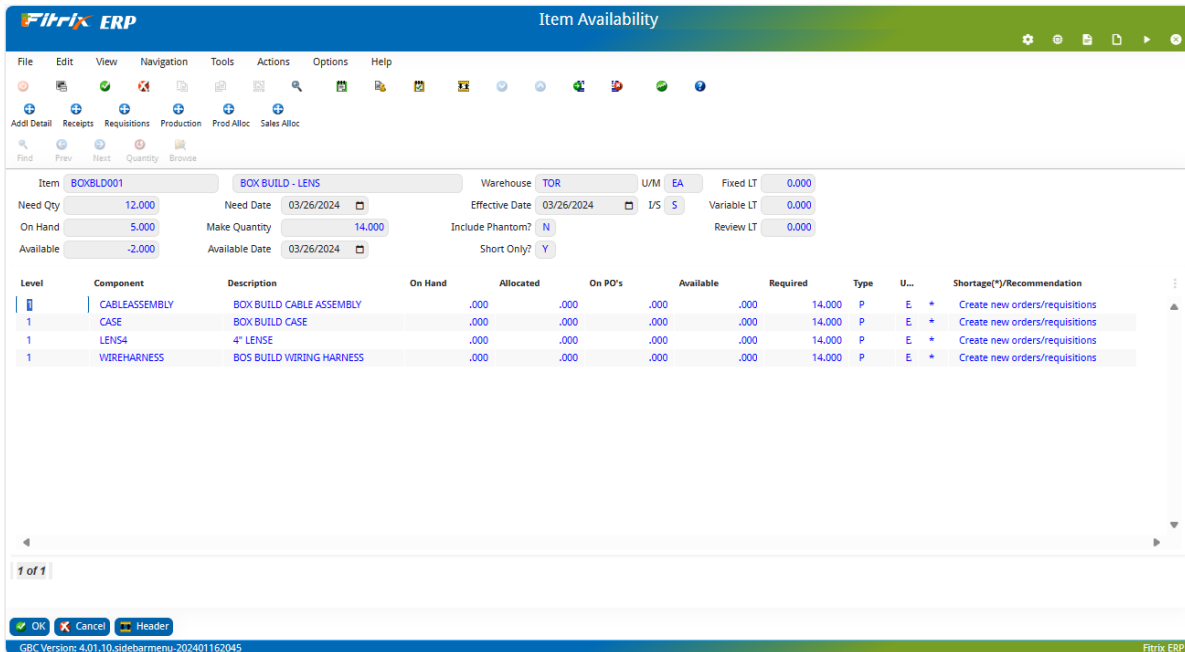 Fitrix ERP
Item Availability
File Edit View Navigation Tools Actions Options Help
Addl Detail Receipts Requisitions Production Prod Alloc Sales Alloc
Find Prev Next Quantity Browse
Item BOXBLD001 BOX BUILD - LENS Warehouse TOR U/M EA Fixed LT 0.000
Need Qty 12.000 Need Date 03/26/2024 Effective Date 03/26/2024 I/S S Variable LT 0.000
On Hand 5.000 Make Quantity 14.000 Include Phantom? N Review LT 0.000
Available -2.000 Available Date 03/26/2024 Short Only? Y
Level Component Description On Hand Allocated On PO's Available Required Type U... Shortage(*)/Recommendation
1 CABLEASSEMBLY BOX BUILD CABLE ASSEMBLY .000 .000 .000 .000 14.000 P E * Create new orders/requisitions
1 CASE BOX BUILD CASE .000 .000 .000 .000 14.000 P E * Create new orders/requisitions
1 LENS4 4" LENSE .000 .000 .000 .000 14.000 P E * Create new orders/requisitions
1 WIREHARNESS BOS BUILD WIRING HARNESS .000 .000 .000 .000 14.000 P E * Create new orders/requisitions
1 of 1
OK Cancel Header
GBC Version: 4.01.10.sidebarmenu-202401162045 Fitrix ERP